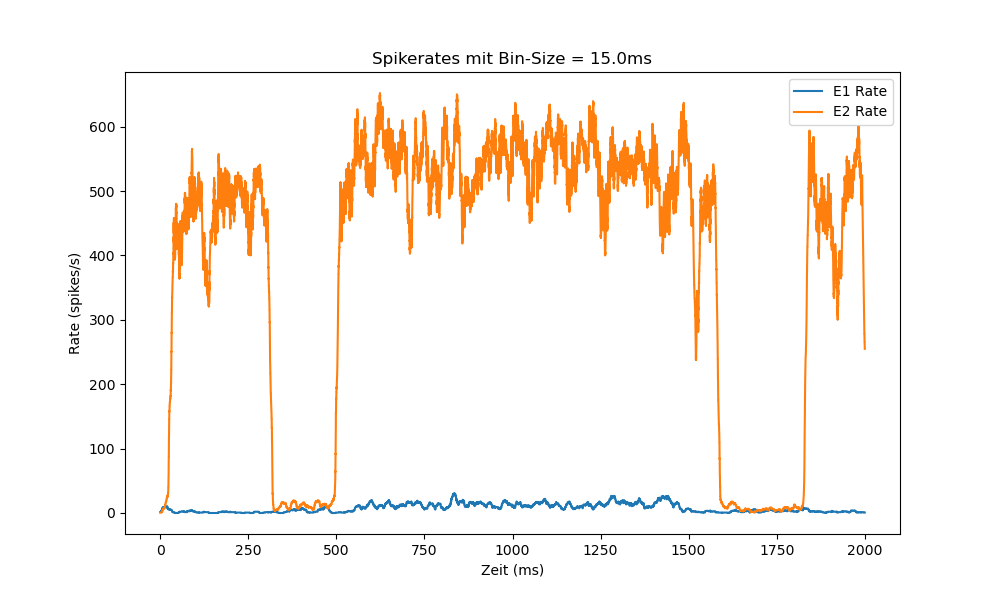 Spikerates mit Bin-Size = 15.0ms
E1 Rate
E2 Rate
Rate (spikes/s)
600
500
400
300
200
100
0
0 250 500 750 1000 1250 1500 1750 2000
Zeit (ms)